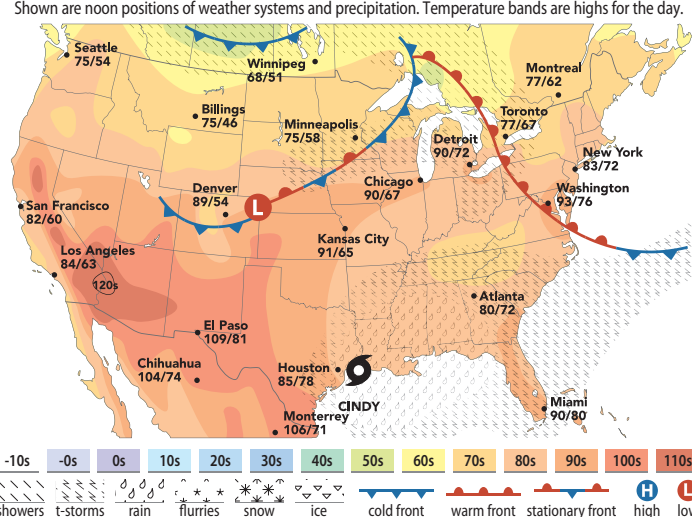 Shown are noon positions of weather systems and precipitation. Temperature bands are highs for the day.
Seattle
75/54
Winnipeg
68/51
Montreal
77/62
Billings
75/46
Minneapolis
75/58
Toronto
77/67
Detroit
90/72
New York
83/72
Denver
89/54
L
Chicago
90/67
Washington
93/76
San Francisco
82/60
Kansas City
91/65
Los Angeles
84/63
120s
Atlanta
80/72
El Paso
109/81
Chihuahua
104/74
Houston
85/78
CINDY
Miami
90/80
Monterrey
106/71
-10s -0s 0s 10s 20s 30s 40s 50s 60s 70s 80s 90s 100s 110s
showers t-storms rain flurries snow ice cold front warm front stationary front H high L low